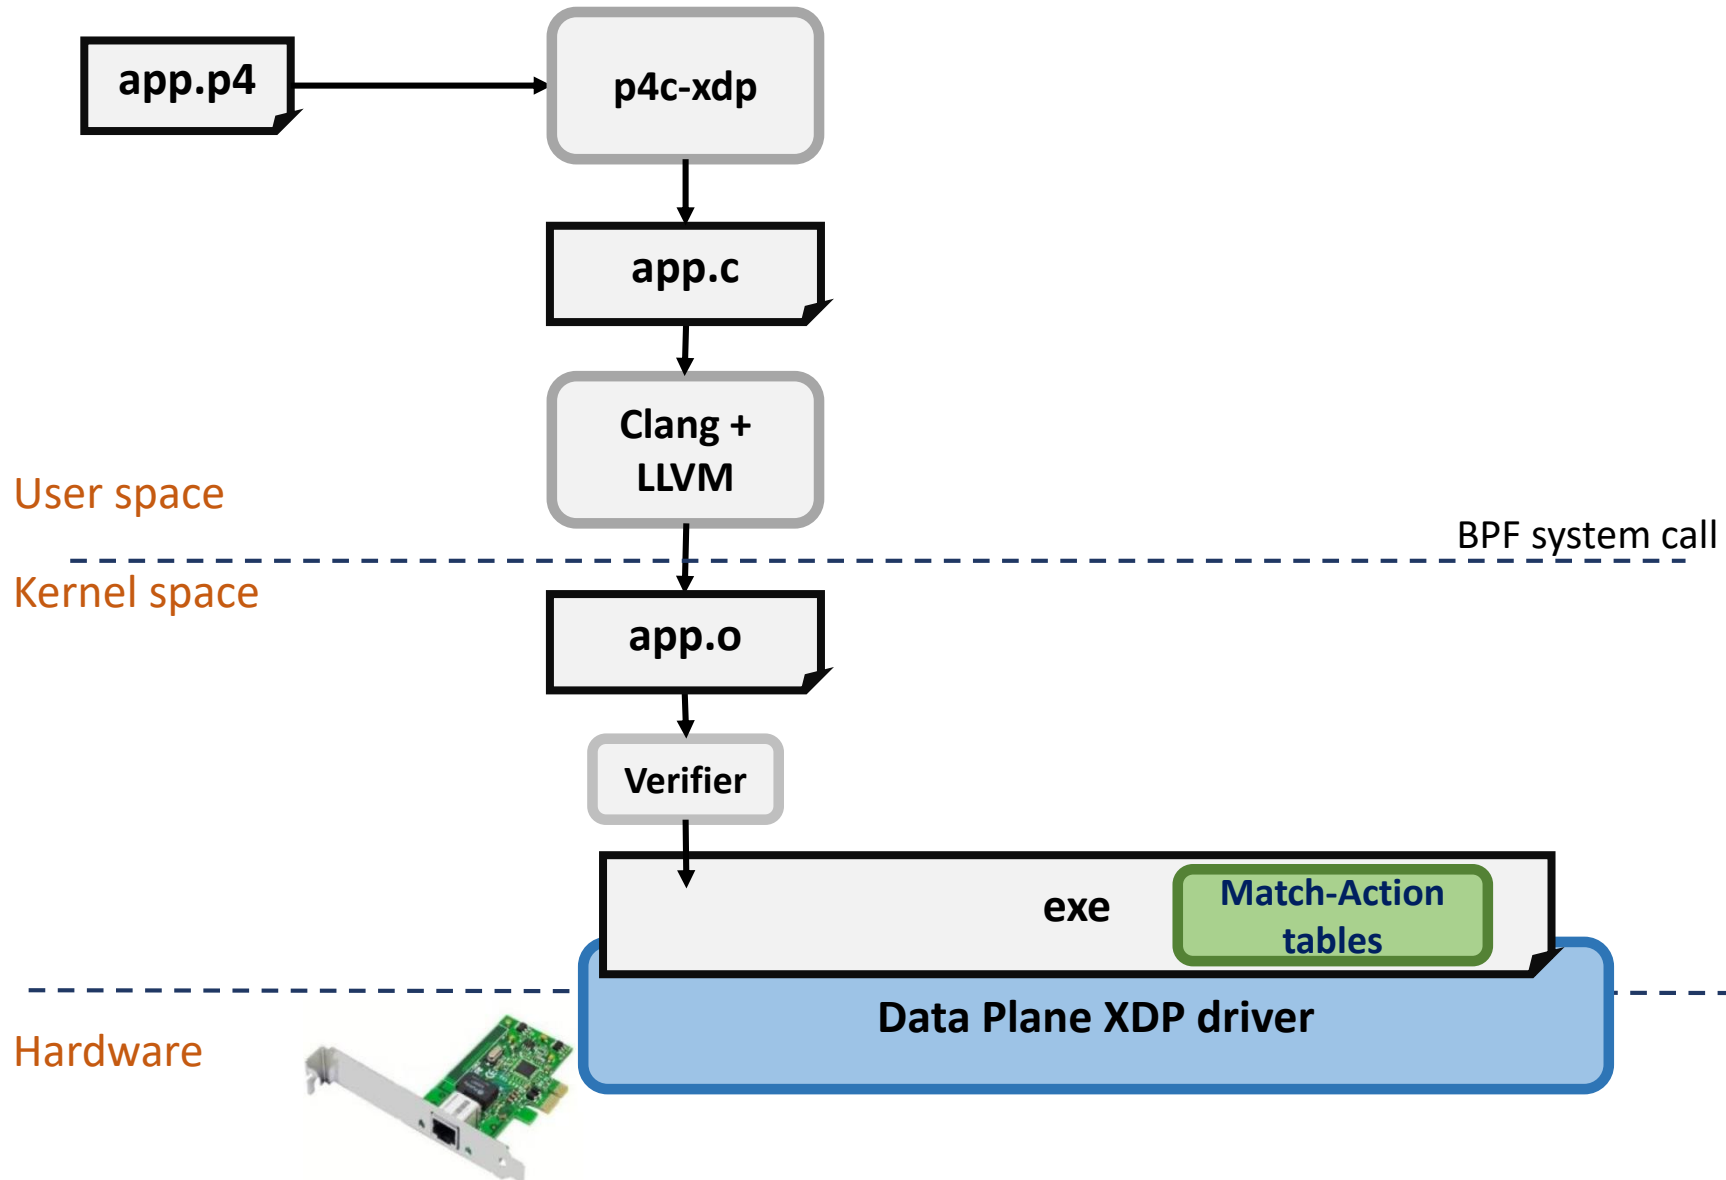 app.p4
p4c-xdp
app.c
Clang +
LLVM
User space
BPF system call
Kernel space
app.o
Verifier
exe
Match-Action
tables
Data Plane XDP driver
Hardware